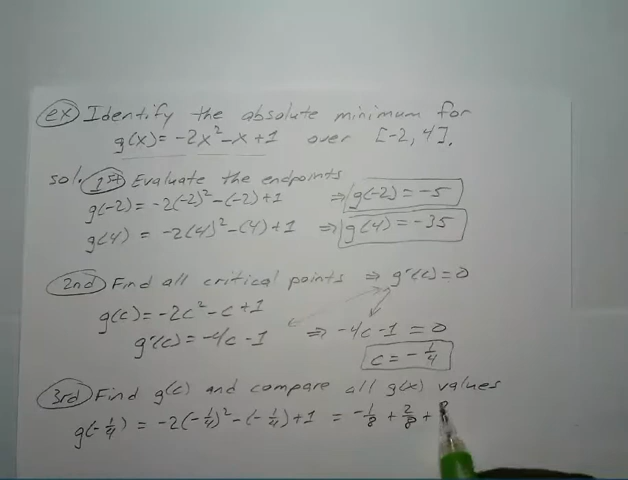 ex Identify the absolute minimum for
g(x) = -2x² - x + 1 over [-2, 4].
sol. 1st Evaluate the endpoints
g(-2) = -2(-2)² - (-2) + 1 ⇒ g(-2) = -5
g(4) = -2(4)² - (4) + 1 ⇒ g(4) = -35
2nd Find all critical points ⇒ g'(c) = 0
g(c) = -2c² - c + 1
g'(c) = -4c - 1 ⇒ -4c - 1 = 0
c = -1/4
3rd Find g(c) and compare all g(x) values
g(-1/4) = -2(-1/4)² - (-1/4) + 1 = -1/8 + 2/8 +